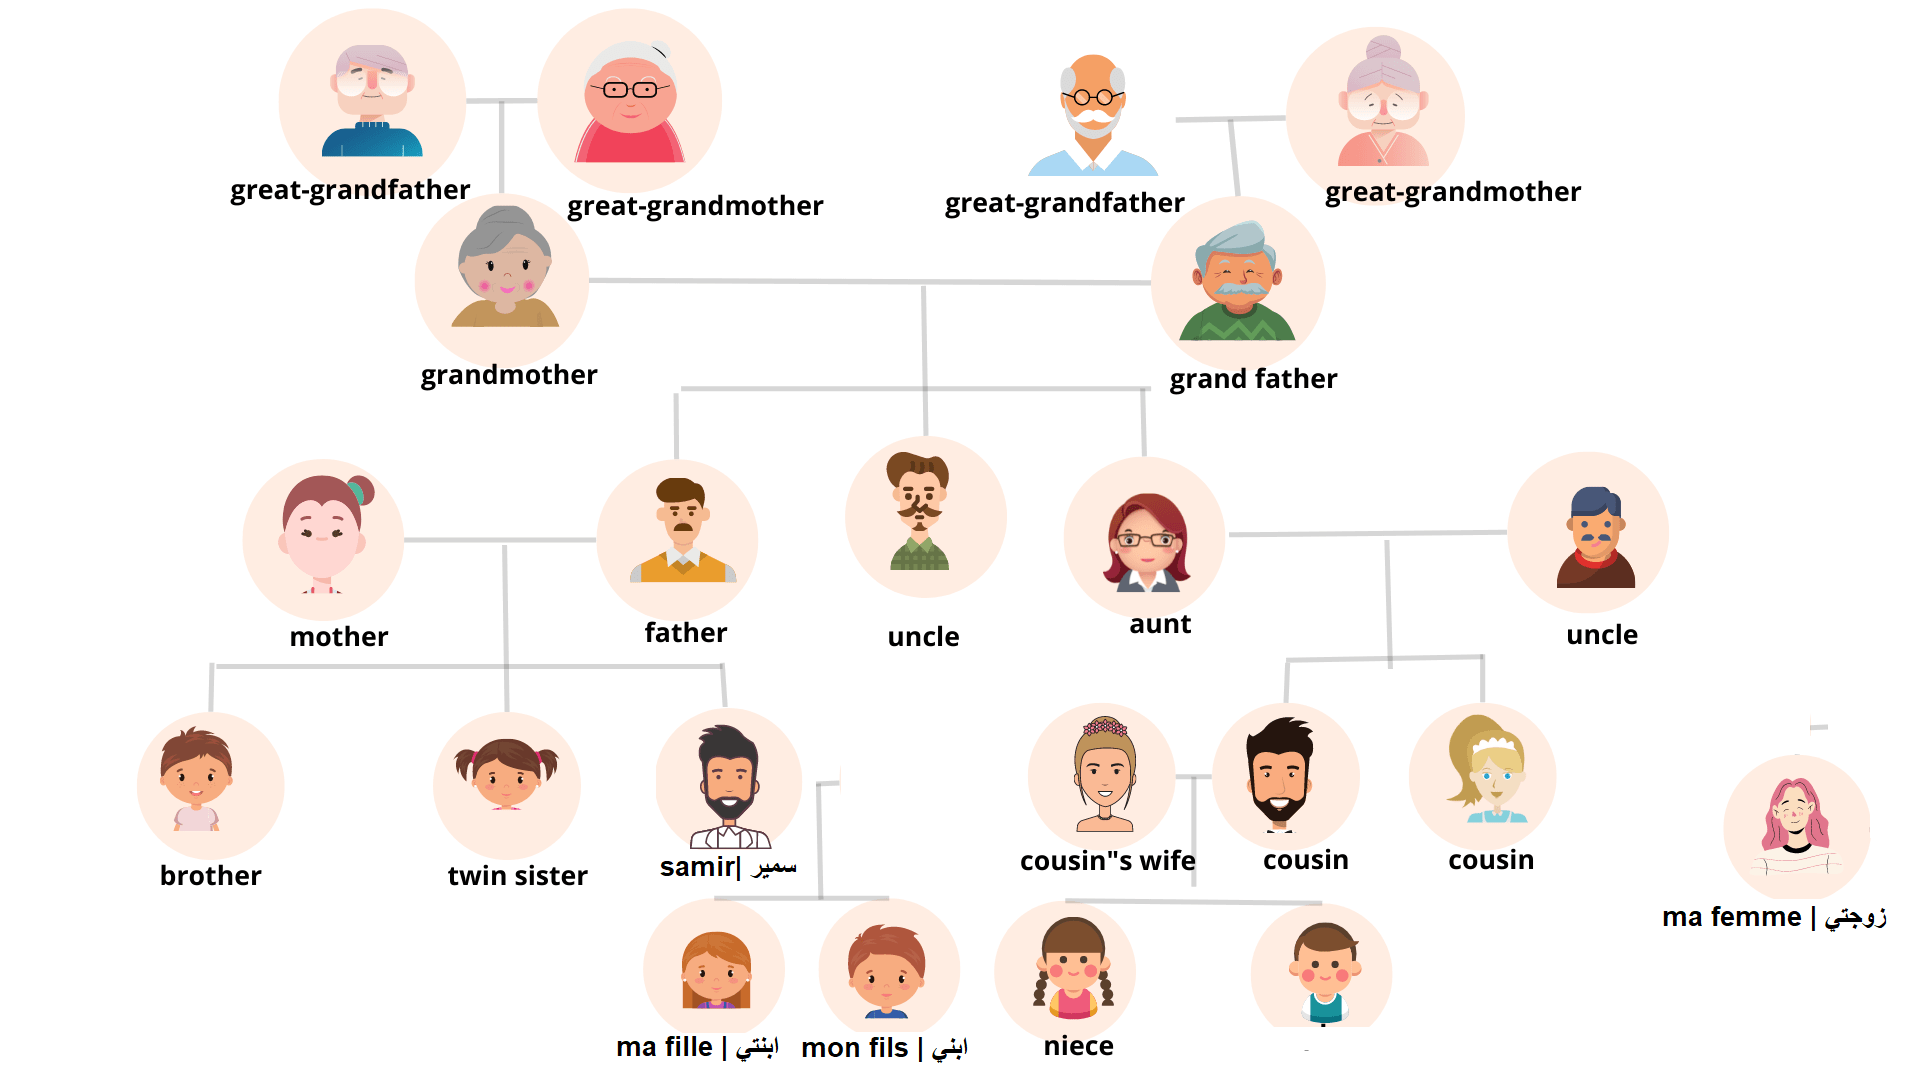 great-grandfather
great-grandmother
great-grandfather
great-grandmother
grandmother
grand father
mother
father
uncle
aunt
uncle
brother
twin sister
samir| سمير
cousin"s wife
cousin
cousin
ma femme | زوجتي
ma fille | ابنتي
mon fils | ابني
niece